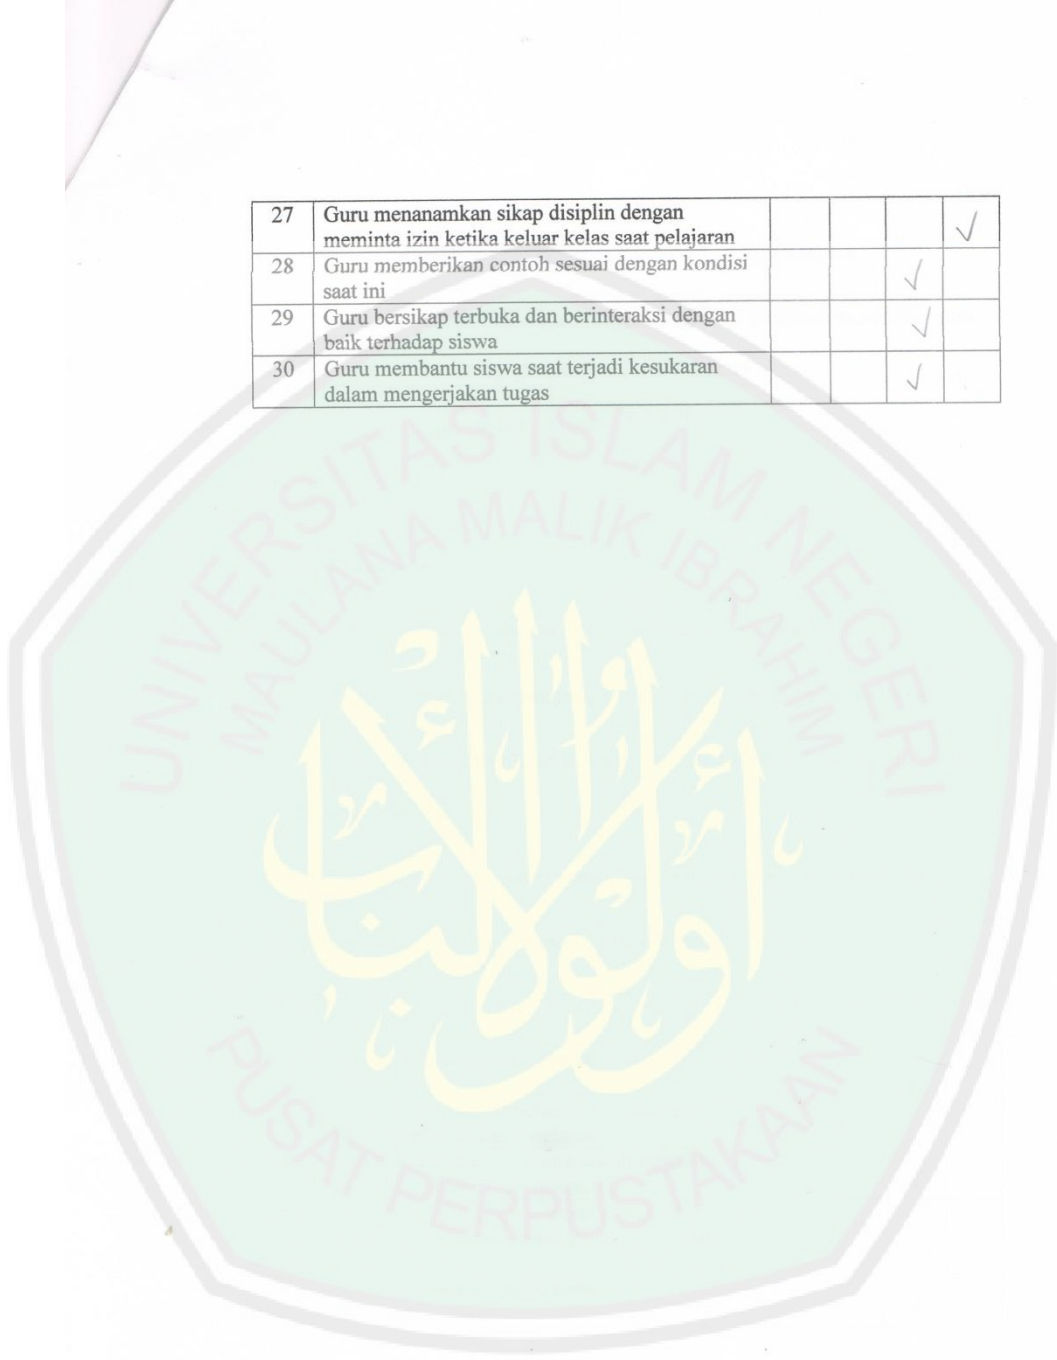 27 Guru menanamkan sikap disiplin dengan
meminta izin ketika keluar kelas saat pelajaran ✓
28 Guru memberikan contoh sesuai dengan kondisi
saat ini ✓
29 Guru bersikap terbuka dan berinteraksi dengan
baik terhadap siswa ✓
30 Guru membantu siswa saat terjadi kesukaran
dalam mengerjakan tugas ✓
UNIVERSITAS ISLAM NEGERI
MAULANA MALIK IBRAHIM
PUSAT PERPUSTAKAAN